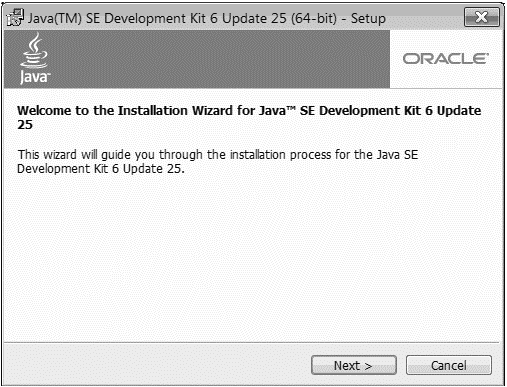 Java(TM) SE Development Kit 6 Update 25 (64-bit) - Setup
Java™
ORACLE®
Welcome to the Installation Wizard for Java™ SE Development Kit 6 Update
25
This wizard will guide you through the installation process for the Java SE
Development Kit 6 Update 25.
Next >
Cancel